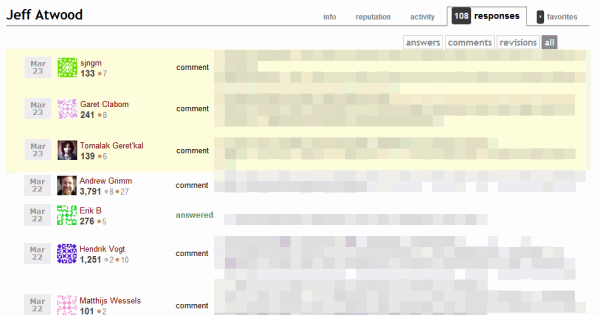 Jeff Atwood
info reputation activity 108 responses favorites
answers comments revisions all
Mar 23
sjngm
133 7
comment
Mar 23
Garet Claborn
241 8
comment
Mar 23
Tomalak Geret'kal
139 6
comment
Mar 22
Andrew Grimm
3,791 8 27
comment
Mar 22
Erik B
276 5
answered
Mar 22
Hendrik Vogt
1,251 2 10
comment
Mar 22
Matthijs Wessels
101 2
comment